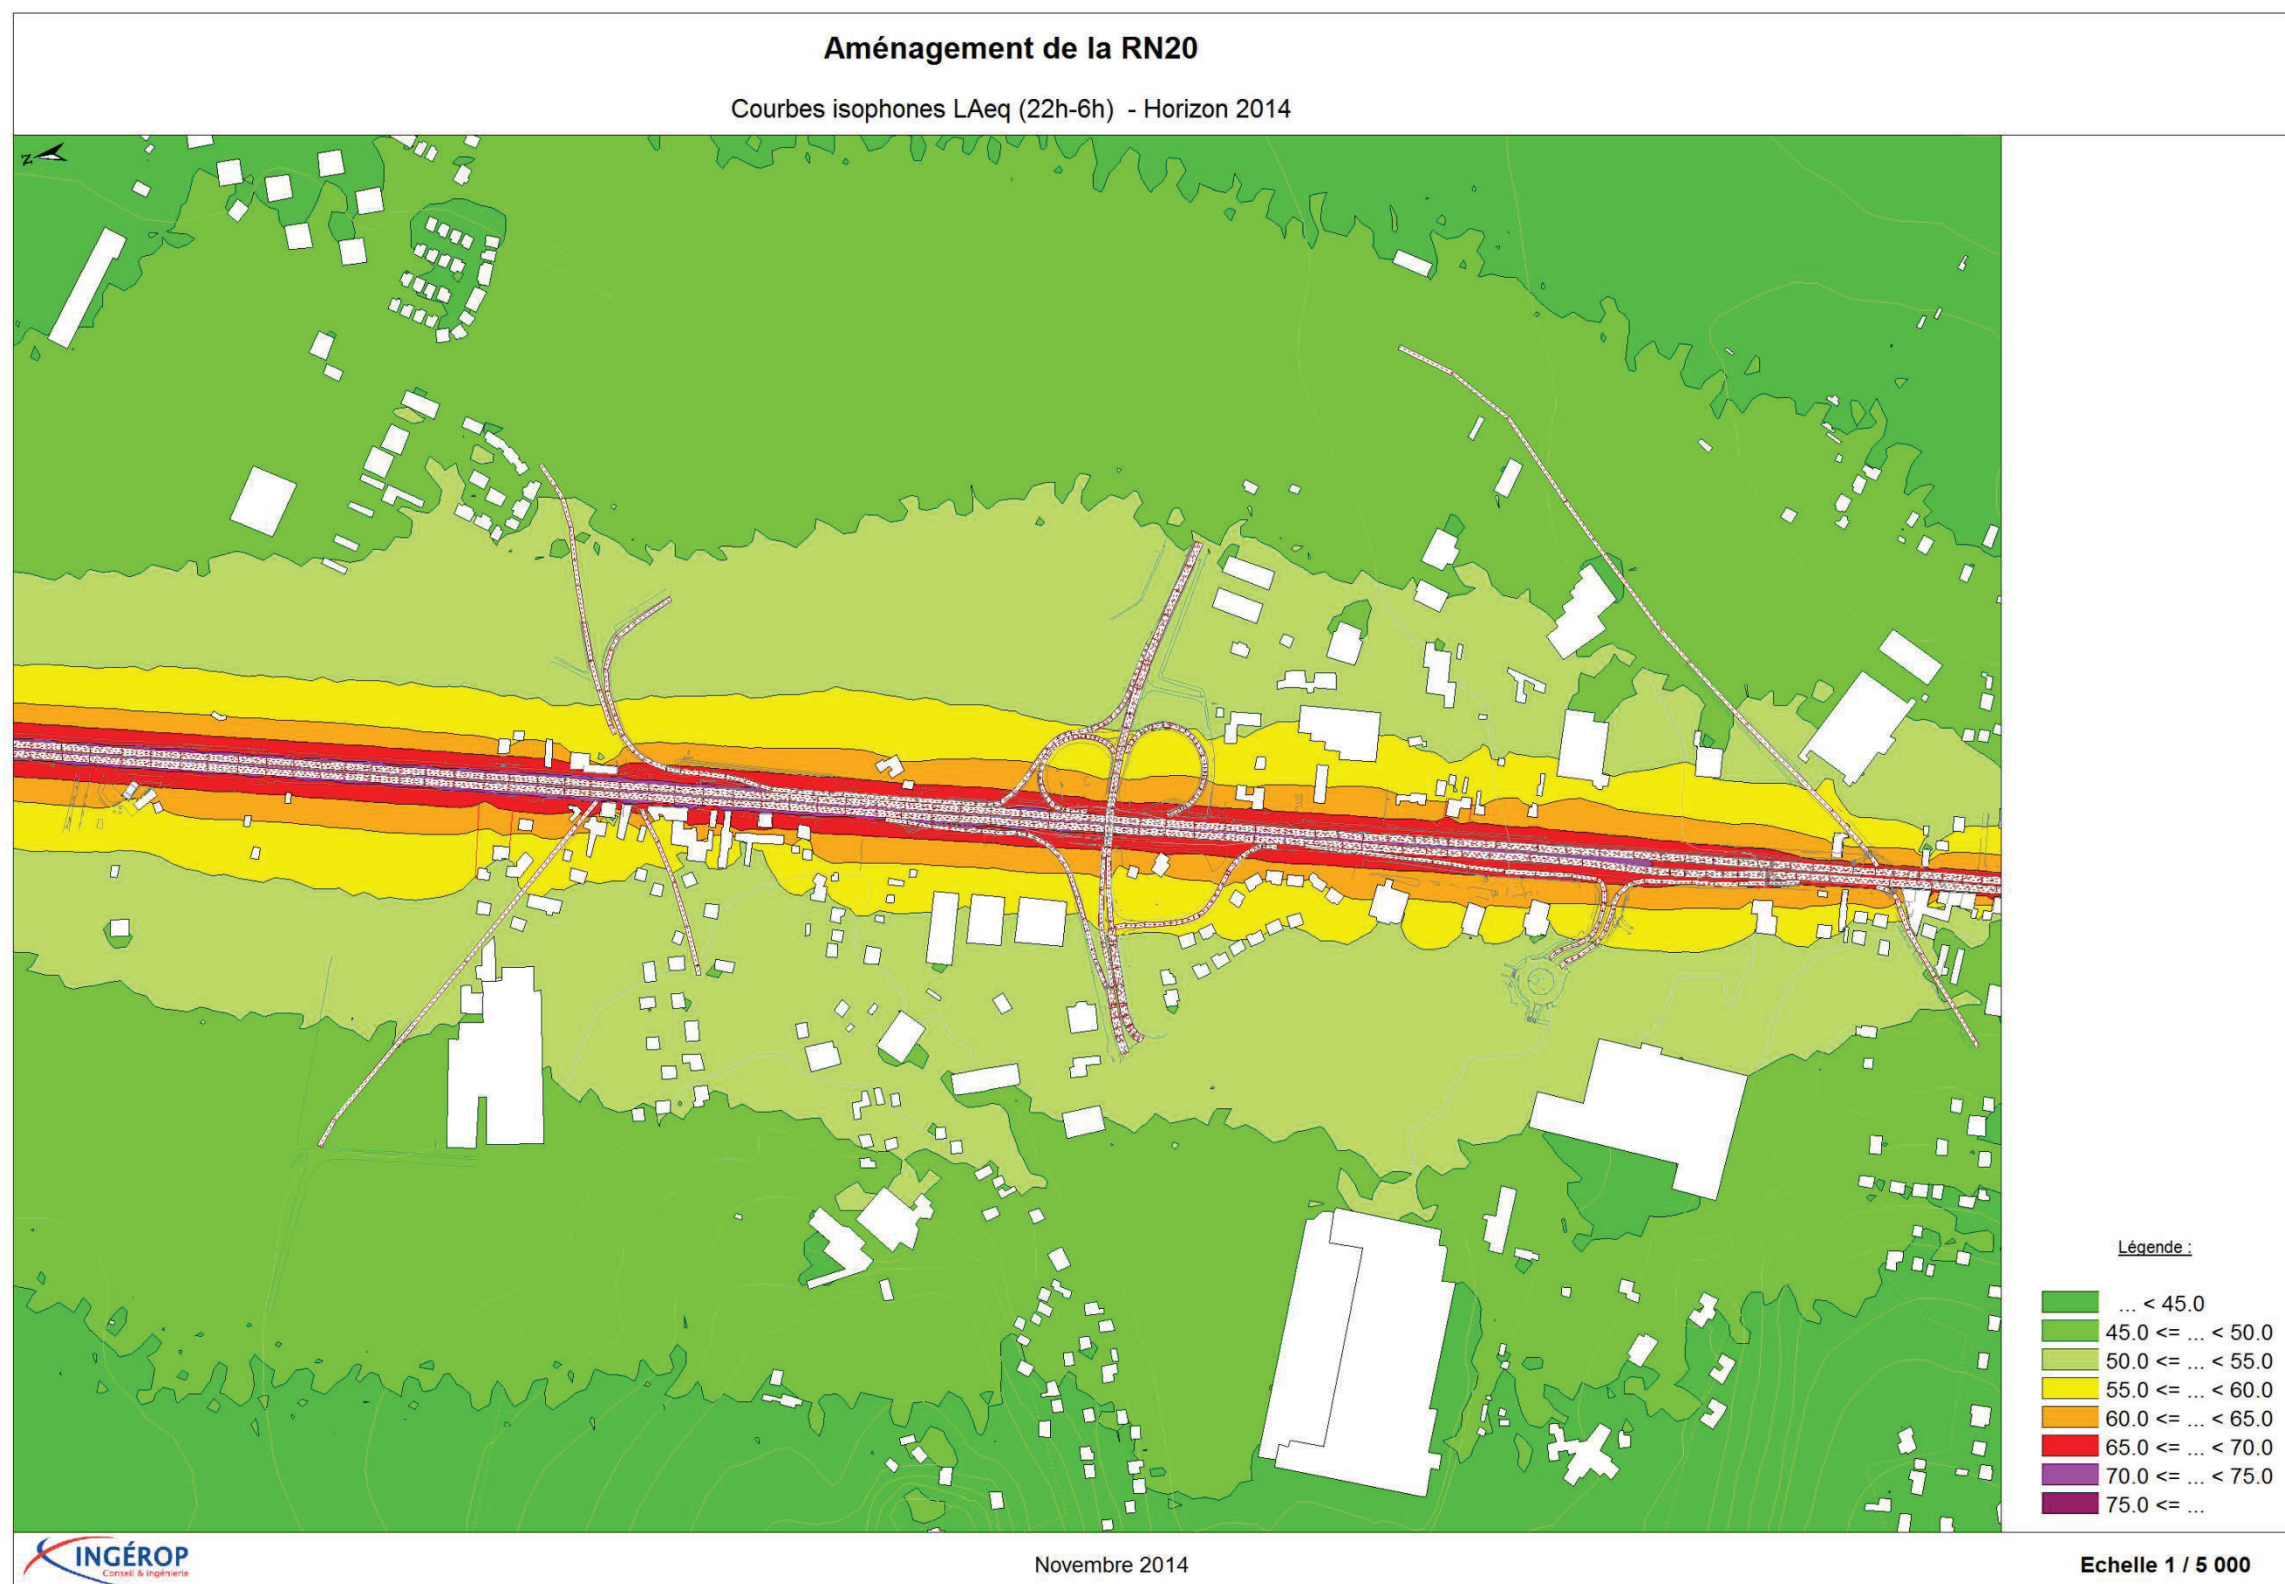 Aménagement de la RN20
Courbes isophones LAeq (22h-6h) - Horizon 2014
Z
Légende :
... < 45.0
45.0 <= ... < 50.0
50.0 <= ... < 55.0
55.0 <= ... < 60.0
60.0 <= ... < 65.0
65.0 <= ... < 70.0
70.0 <= ... < 75.0
75.0 <= ...
INGÉROP
Conseil & Ingénierie
Novembre 2014
Echelle 1 / 5 000